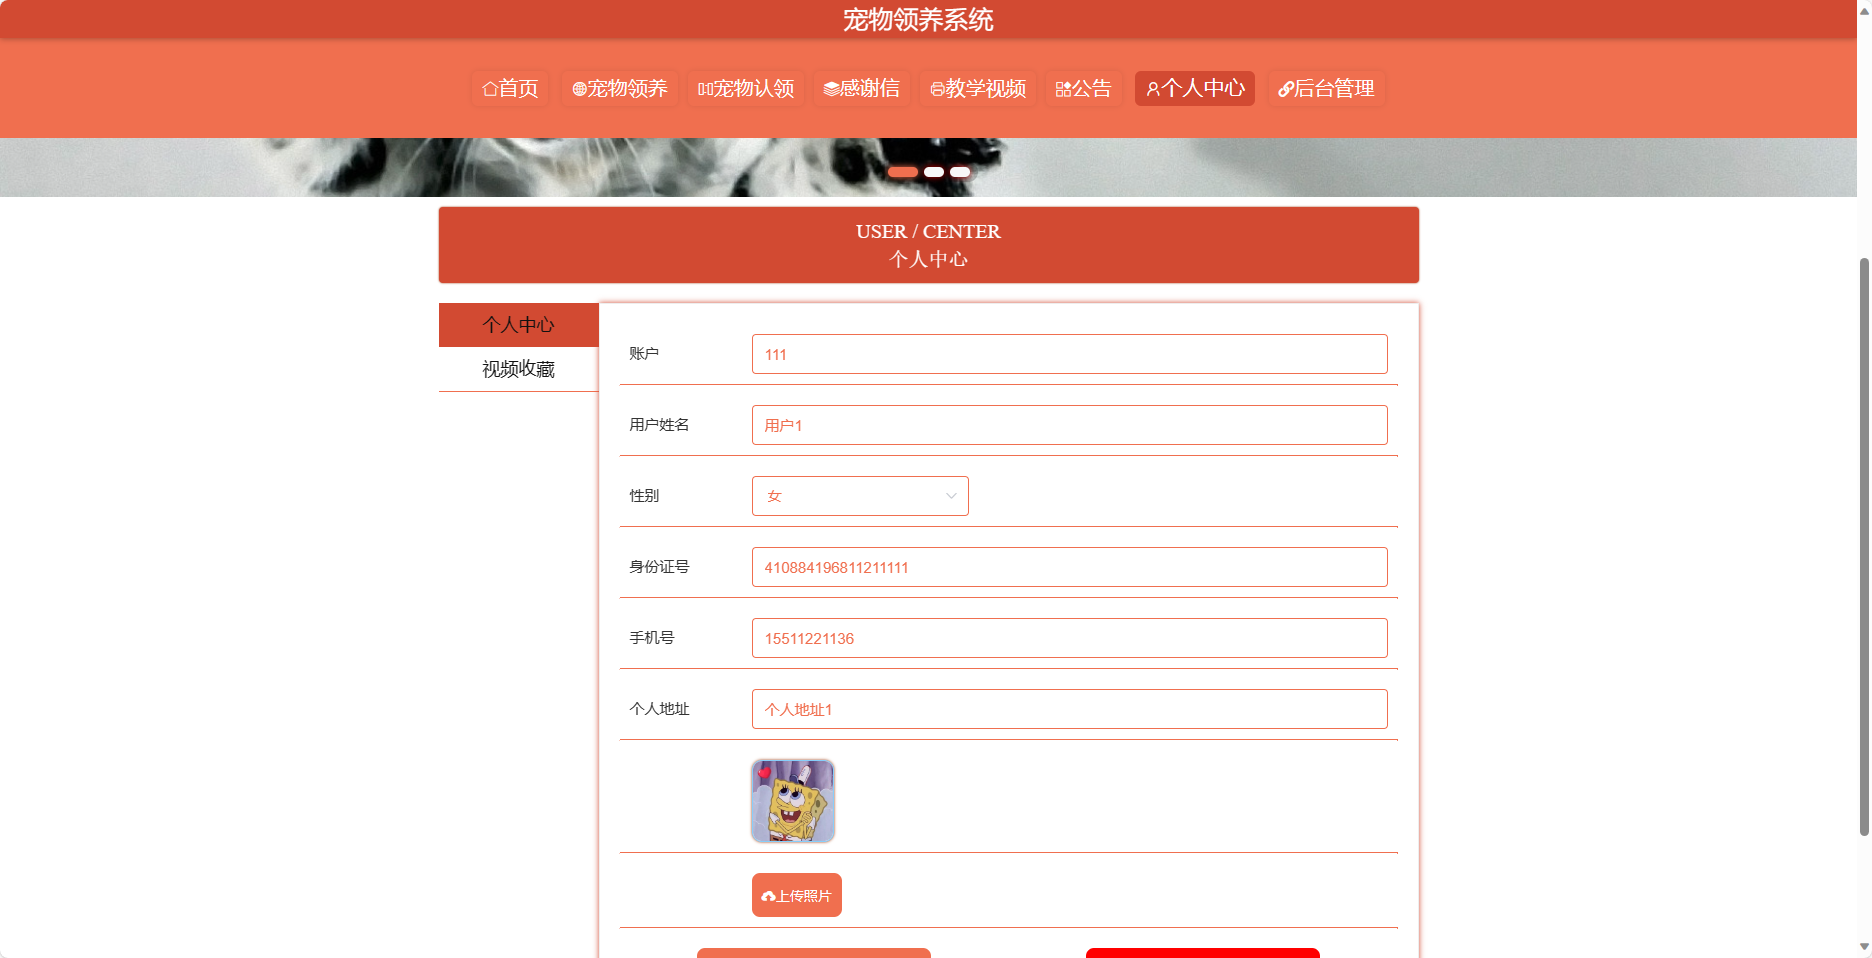 宠物领养系统
首页 宠物领养 宠物认领 感谢信 教学视频 公告 个人中心 后台管理
USER / CENTER
个人中心
个人中心
视频收藏
账户 111
用户姓名 用户1
性别 女
身份证号 410884196811211111
手机号 15511221136
个人地址 个人地址1
上传照片